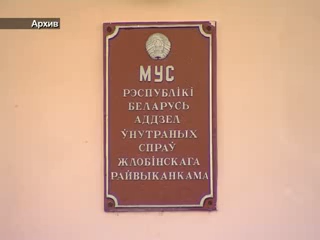 Архив
МУС
РЭСПУБЛІКІ
БЕЛАРУСЬ
АДДЗЕЛ
ЎНУТРАНЫХ
СПРАЎ
ЖЛОБІНСКАГА
РАЙВЫКАНКАМА